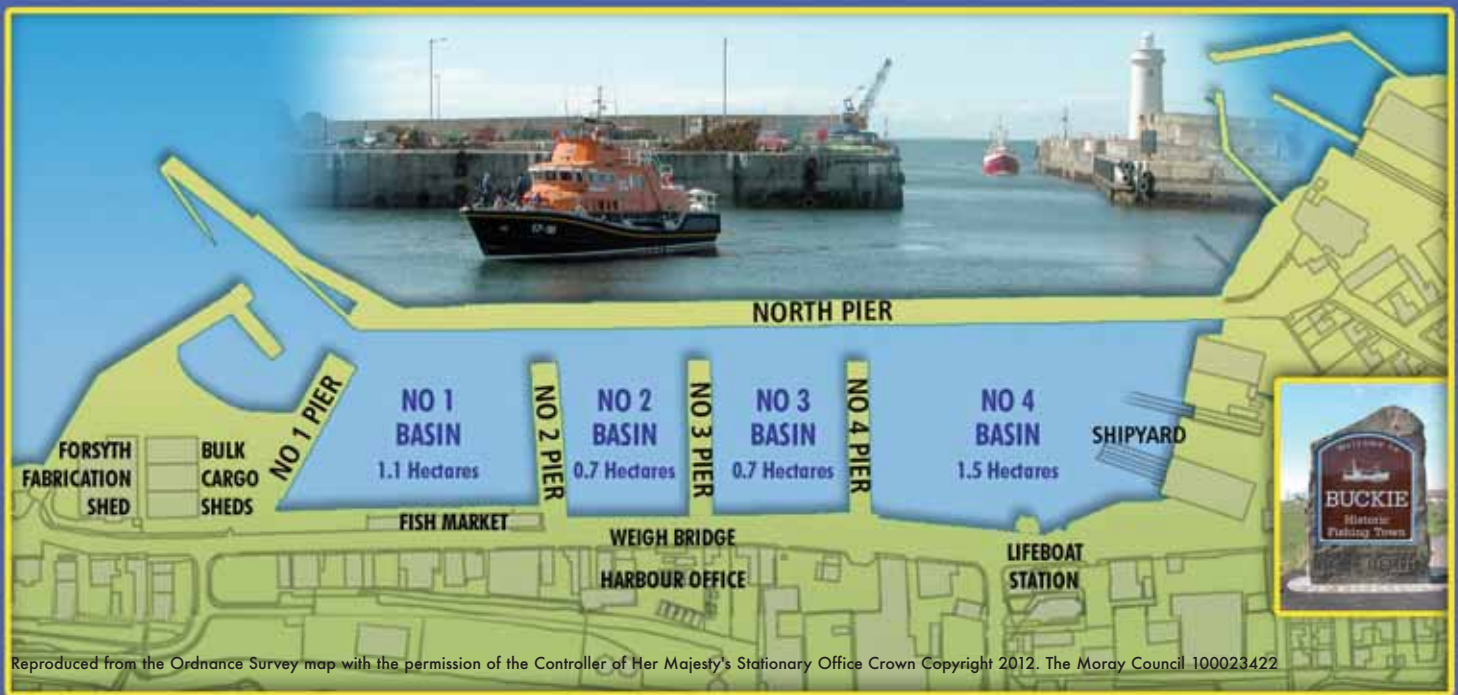 NORTH PIER
NO 1 PIER
NO 1
BASIN
1.1 Hectares
NO 2 PIER
NO 2
BASIN
0.7 Hectares
NO 3 PIER
NO 3
BASIN
0.7 Hectares
NO 4 PIER
NO 4
BASIN
1.5 Hectares
SHIPYARD
FORSYTH
FABRICATION
SHED
BULK
CARGO
SHEDS
FISH MARKET
WEIGH BRIDGE
HARBOUR OFFICE
LIFEBOAT
STATION
WELCOME TO
BUCKIE
Historic
Fishing Town
Reproduced from the Ordnance Survey map with the permission of the Controller of Her Majesty's Stationary Office Crown Copyright 2012. The Moray Council 100023422